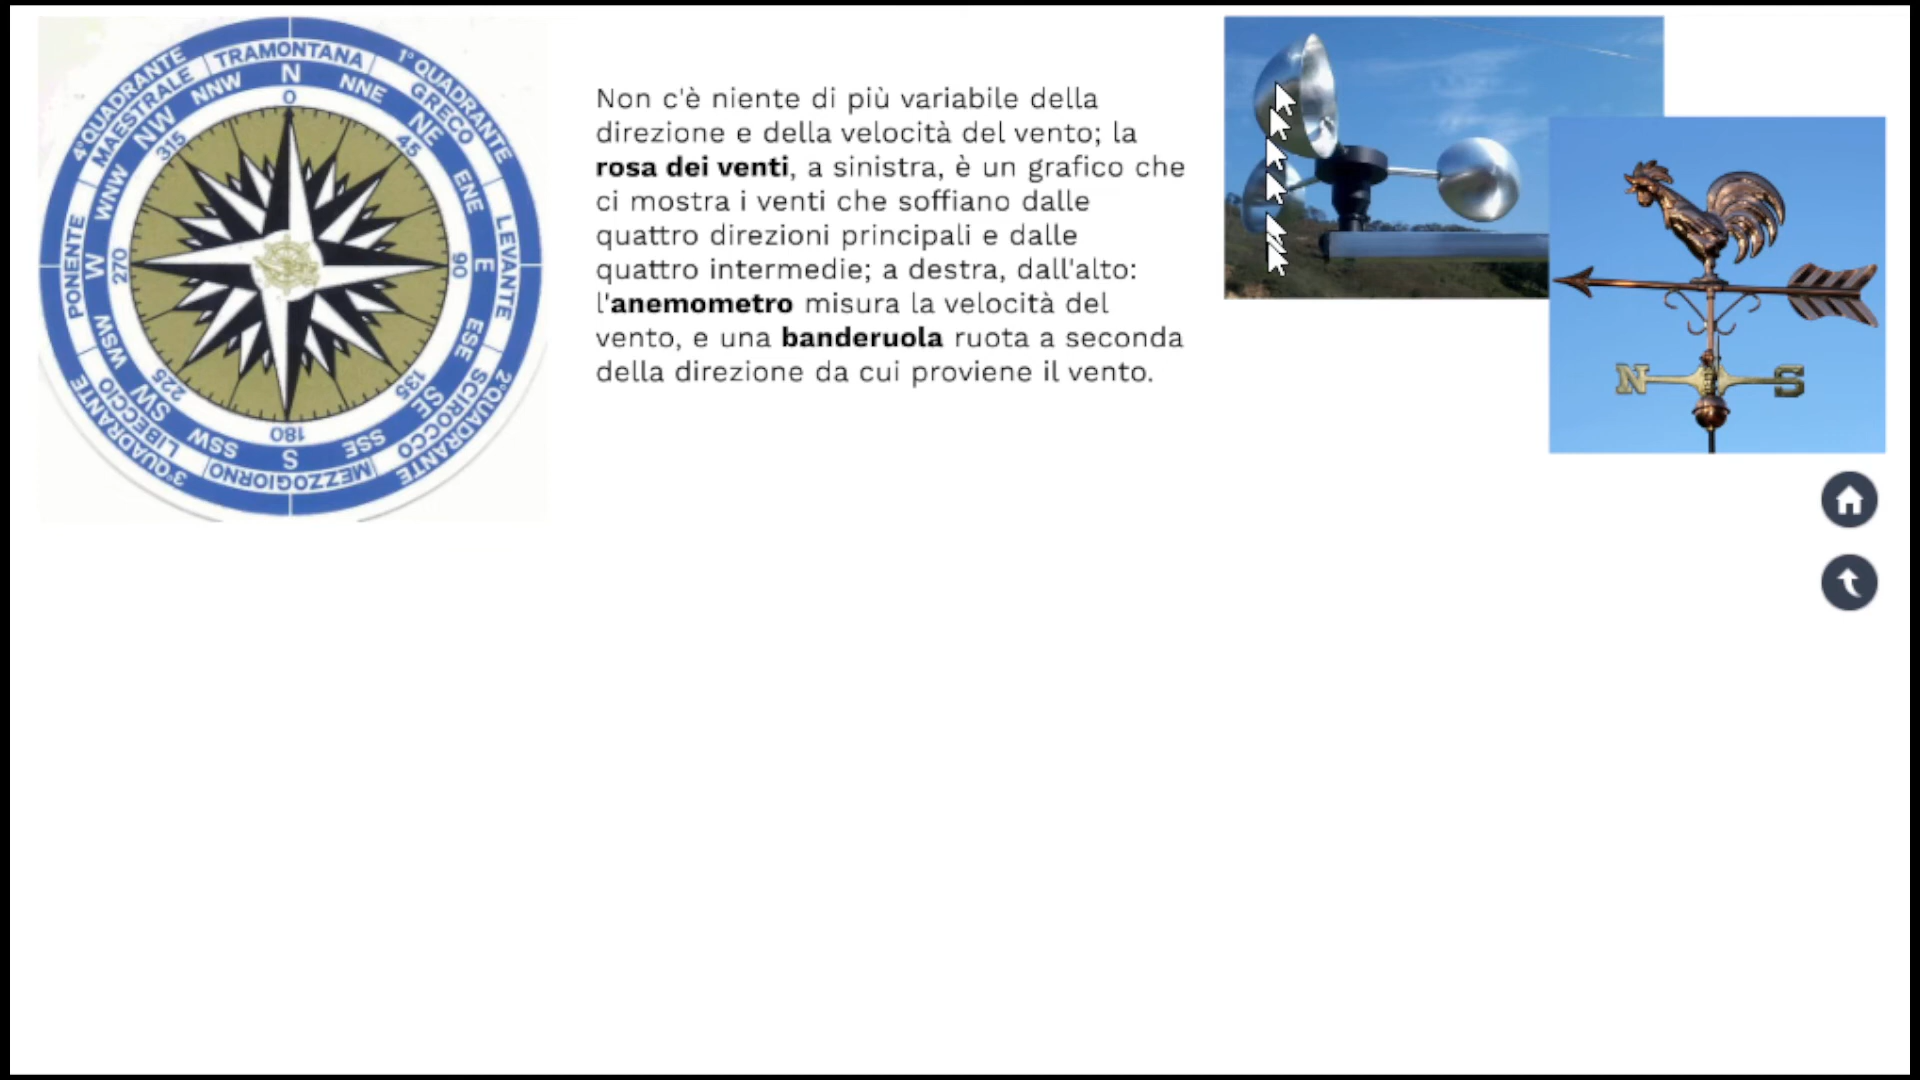 4° QUADRANTE
1° QUADRANTE
MAESTRALE
TRAMONTANA
GRECO
NNW
N
NNE
NW
NE
0
315
45
WNW
ENE
PONENTE
W
270
90
E
LEVANTE
WSW
ESE
225
135
SW
SE
LIBECCIO
SCIROCCO
180
SSW
S
SSE
MEZZOGIORNO
3° QUADRANTE
2° QUADRANTE
Non c'è niente di più variabile della
direzione e della velocità del vento; la
rosa dei venti, a sinistra, è un grafico che
ci mostra i venti che soffiano dalle
quattro direzioni principali e dalle
quattro intermedie; a destra, dall'alto:
l'anemometro misura la velocità del
vento, e una banderuola ruota a seconda
della direzione da cui proviene il vento.
N
S